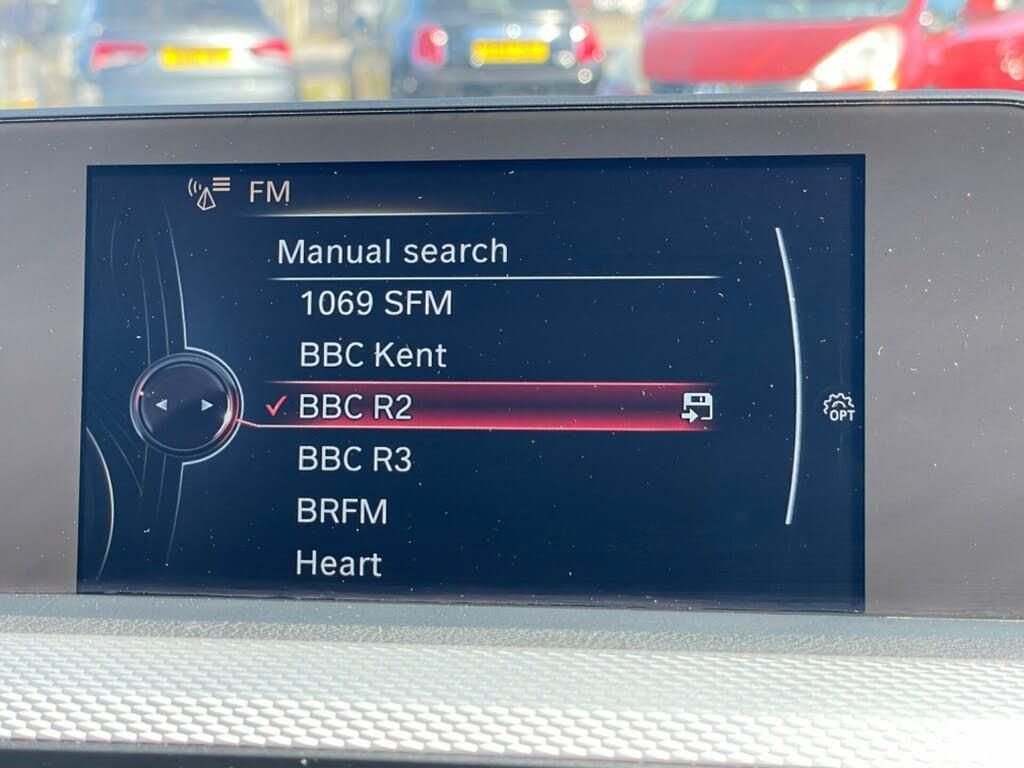 FM
Manual search
1069 SFM
BBC Kent
BBC R2
OPT
BBC R3
BRFM
Heart